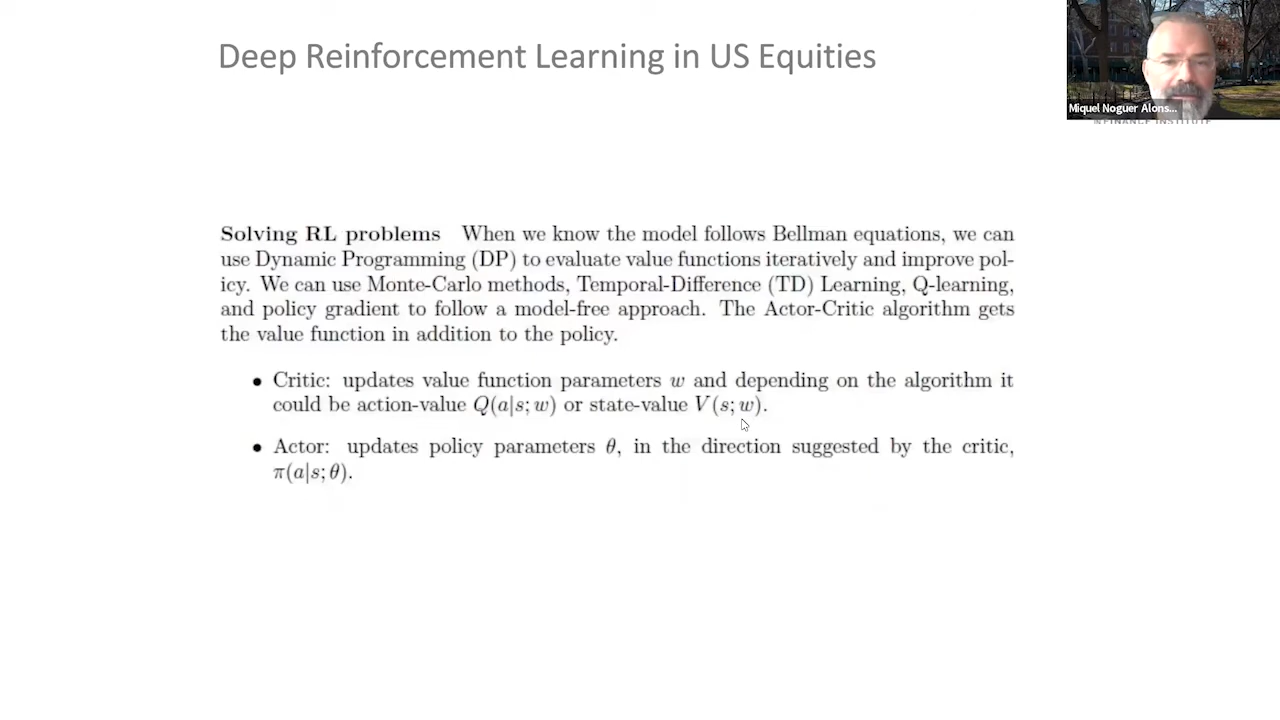 Deep Reinforcement Learning in US Equities
Miquel Noguer Alons...
FINANCE INSTITUTE
Solving RL problems When we know the model follows Bellman equations, we can
use Dynamic Programming (DP) to evaluate value functions iteratively and improve pol-
icy. We can use Monte-Carlo methods, Temporal-Difference (TD) Learning, Q-learning,
and policy gradient to follow a model-free approach. The Actor-Critic algorithm gets
the value function in addition to the policy.
• Critic: updates value function parameters w and depending on the algorithm it
could be action-value Q(a|s; w) or state-value V(s; w).
• Actor: updates policy parameters θ, in the direction suggested by the critic,
π(a|s; θ).